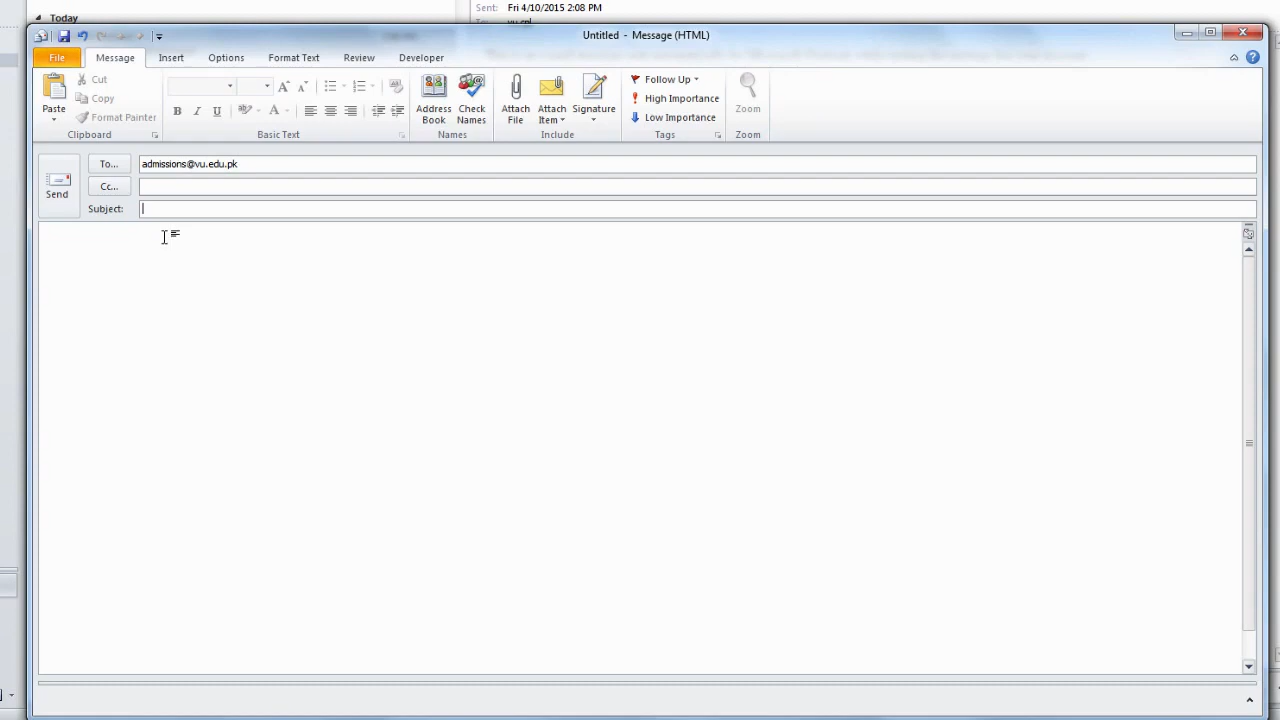 Today
Sent: Fri 4/10/2015 2:08 PM
Untitled - Message (HTML)
File Message Insert Options Format Text Review Developer
Paste
Cut
Copy
Format Painter
Clipboard
B I U A
Basic Text
Address Book
Check Names
Names
Attach File
Attach Item
Signature
Include
Follow Up
High Importance
Low Importance
Tags
Zoom
Zoom
Send
To... admissions@vu.edu.pk
Cc...
Subject: